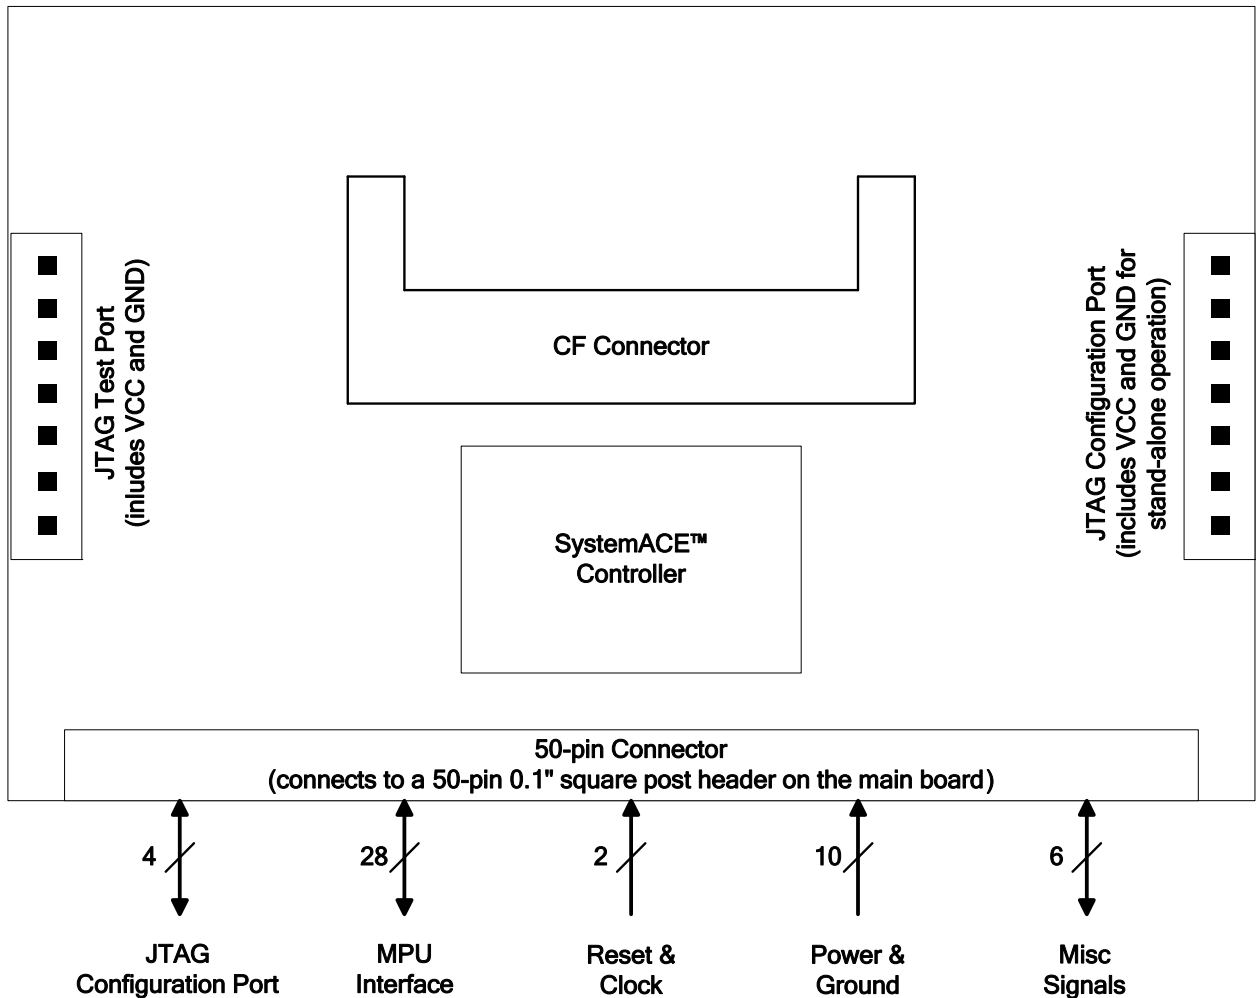 CF Connector
JTAG Test Port
(inludes VCC and GND)
JTAG Configuration Port
(includes VCC and GND for
stand-alone operation)
SystemACE™
Controller
50-pin Connector
(connects to a 50-pin 0.1" square post header on the main board)
4
28
2
10
6
JTAG
Configuration Port
MPU
Interface
Reset &
Clock
Power &
Ground
Misc
Signals